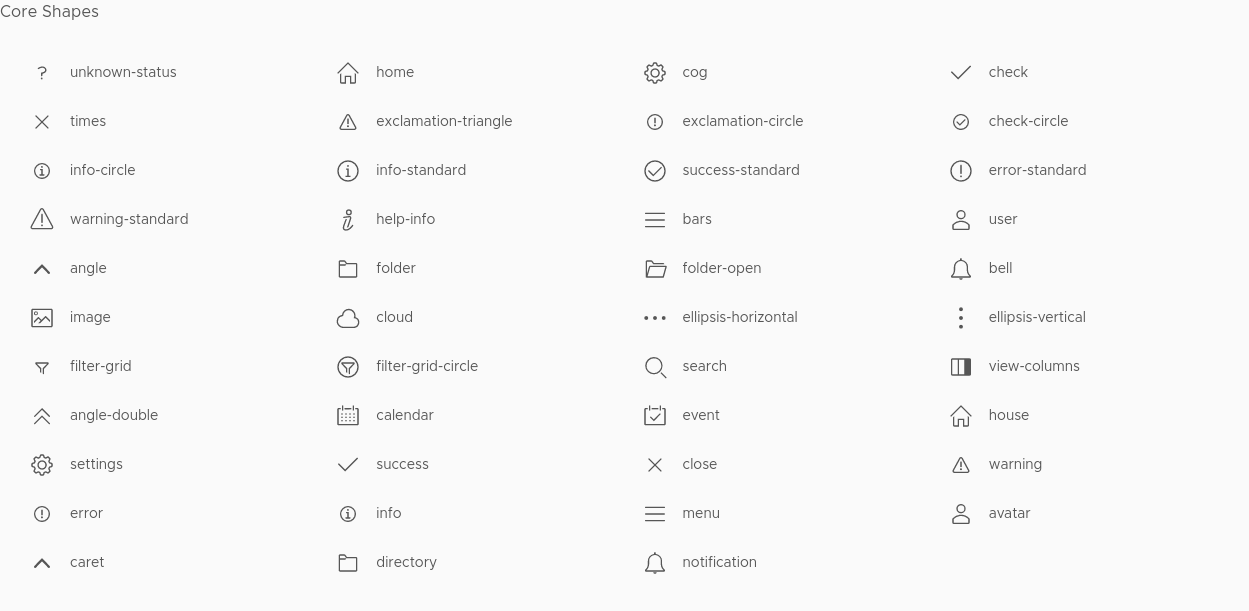 Core Shapes
unknown-status home cog check
times exclamation-triangle exclamation-circle check-circle
info-circle info-standard success-standard error-standard
warning-standard help-info bars user
angle folder folder-open bell
image cloud ellipsis-horizontal ellipsis-vertical
filter-grid filter-grid-circle search view-columns
angle-double calendar event house
settings success close warning
error info menu avatar
caret directory notification